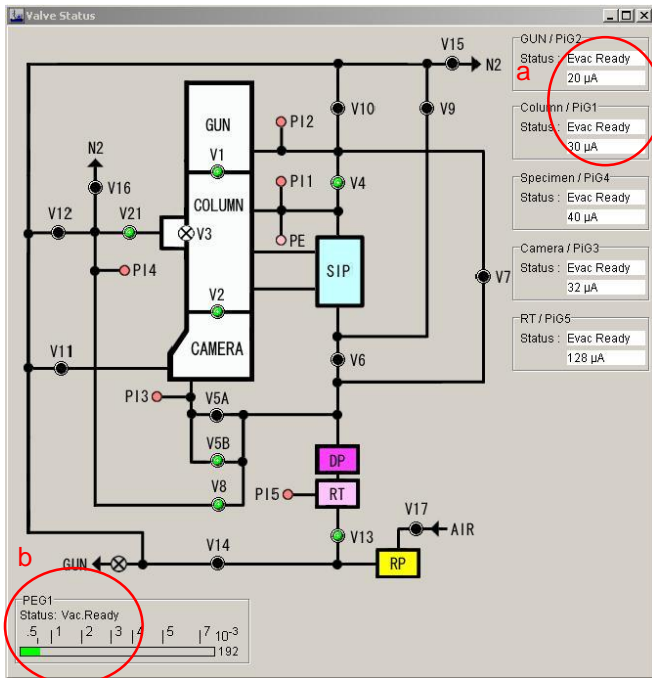 Valve Status
V15
N2
GUN / PiG2
Status : Evac Ready
20 µA
a
Column / PiG1
Status : Evac Ready
30 µA
Specimen / PiG4
Status : Evac Ready
40 µA
Camera / PiG3
Status : Evac Ready
32 µA
RT / PiG5
Status : Evac Ready
128 µA
GUN
PI2
V10
V9
N2
V1
V16
PI1
V4
COLUMN
V12
V21
V3
PE
SIP
PI4
V7
V2
CAMERA
V6
V11
PI3
V5A
V5B
DP
V8
PI5
RT
V17
AIR
V13
V14
RP
b
GUN
PEG1
Status: Vac.Ready
.5 1 2 3 4 5 7 10-3
192